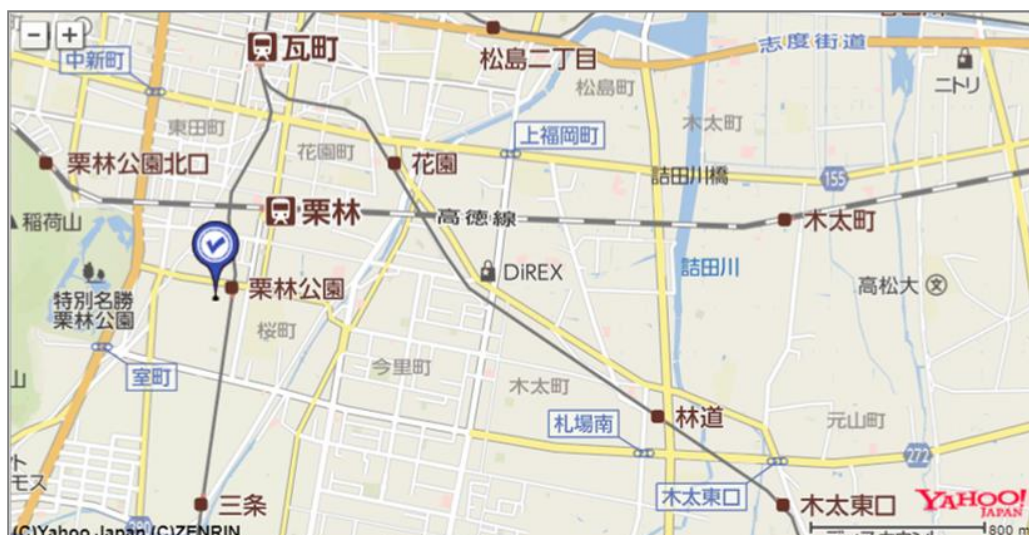 瓦町
中新町
松島二丁目
志度街道
ニトリ
松島町
東田町
木太町
花園町
上福岡町
栗林公園北口
花園
詰田川橋
155
栗林
高徳線
木太町
稲荷山
DiREX
詰田川
高松大
文
栗林公園
特別名勝
栗林公園
桜町
室町
今里町
木太町
林道
元山町
札場南
272
木太東口
三条
木太東口
YAHOO!
JAPAN
(C)Yahoo Japan (C)ZENRIN
800 m